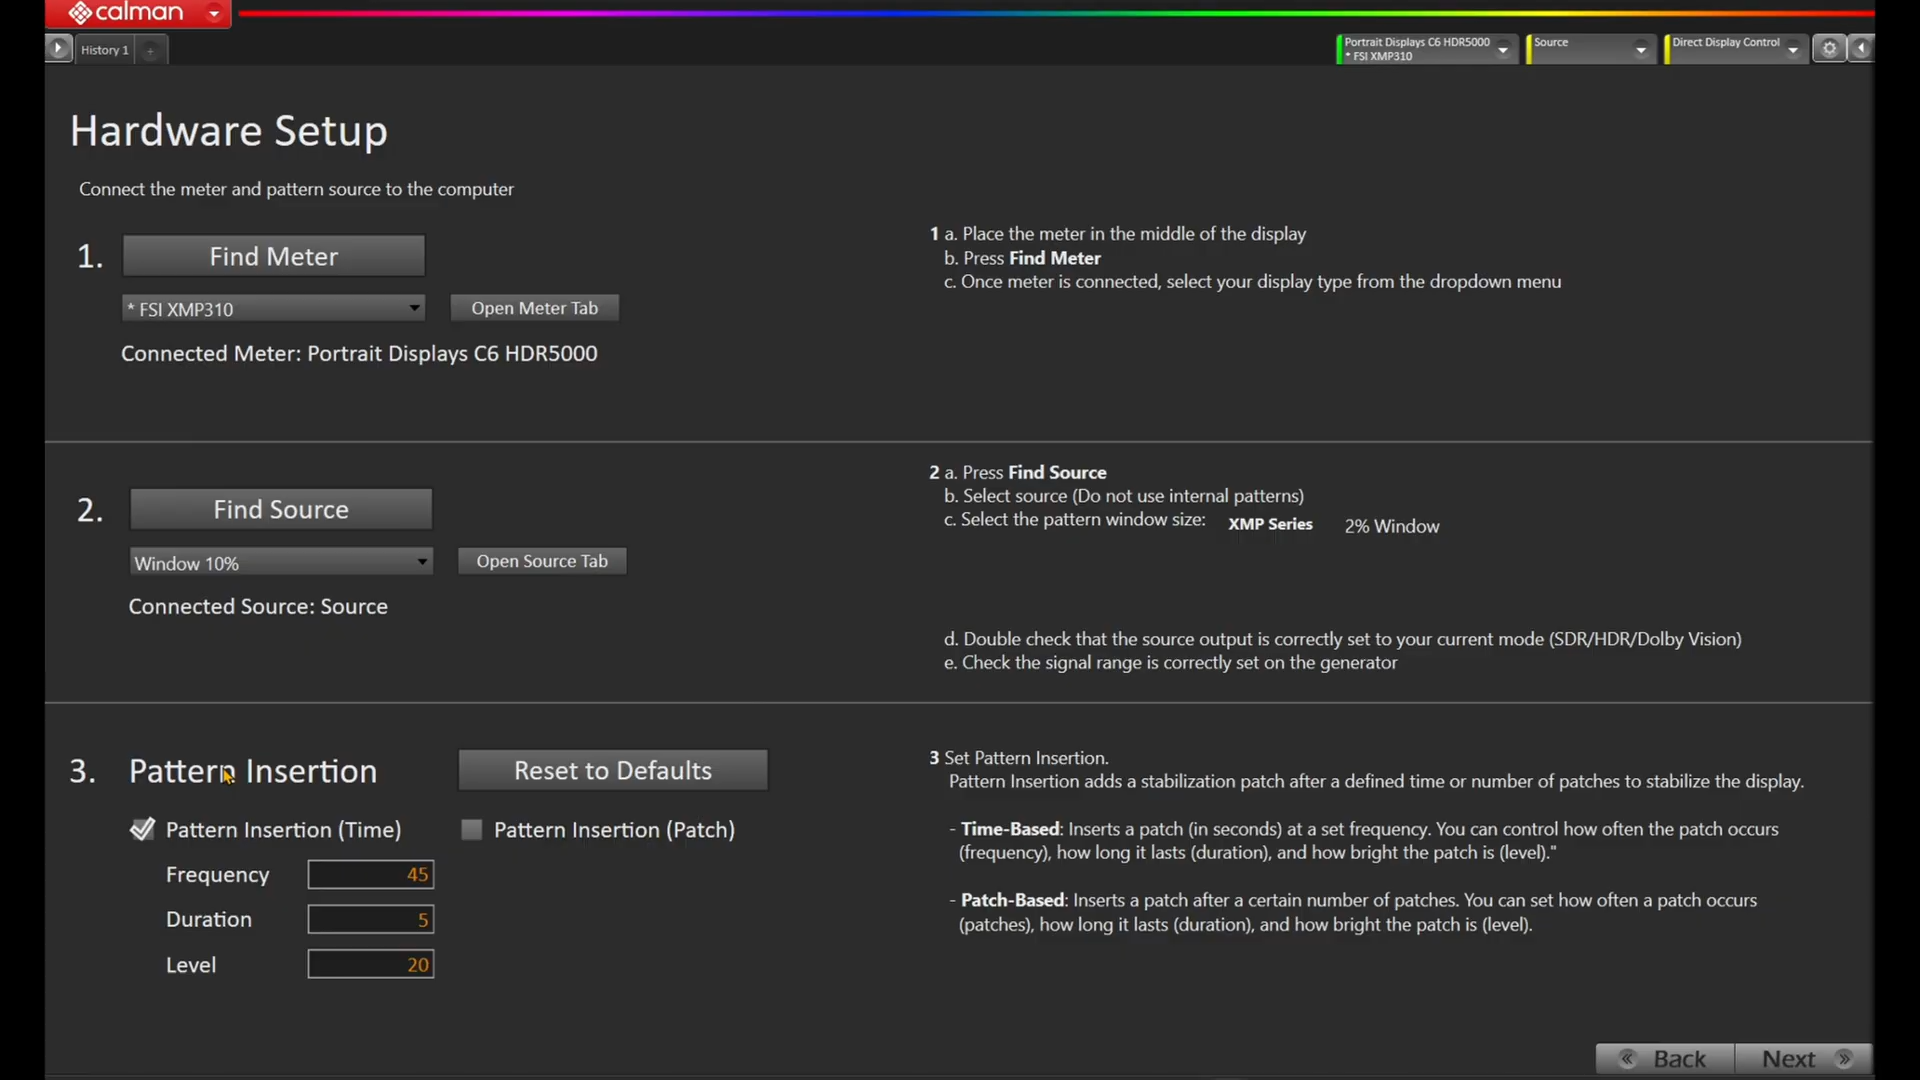 calman
History 1
Portrait Displays C6 HDR5000
* FSI XMP310
Source
Direct Display Control
Hardware Setup
Connect the meter and pattern source to the computer
1.
Find Meter
* FSI XMP310
Open Meter Tab
Connected Meter: Portrait Displays C6 HDR5000
1 a. Place the meter in the middle of the display
b. Press Find Meter
c. Once meter is connected, select your display type from the dropdown menu
2.
Find Source
Window 10%
Open Source Tab
Connected Source: Source
2 a. Press Find Source
b. Select source (Do not use internal patterns)
c. Select the pattern window size: XMP Series 2% Window
d. Double check that the source output is correctly set to your current mode (SDR/HDR/Dolby Vision)
e. Check the signal range is correctly set on the generator
3.
Pattern Insertion
Reset to Defaults
Pattern Insertion (Time)
Pattern Insertion (Patch)
Frequency 45
Duration 5
Level 20
3 Set Pattern Insertion.
Pattern Insertion adds a stabilization patch after a defined time or number of patches to stabilize the display.
- Time-Based: Inserts a patch (in seconds) at a set frequency. You can control how often the patch occurs
(frequency), how long it lasts (duration), and how bright the patch is (level)."
- Patch-Based: Inserts a patch after a certain number of patches. You can set how often a patch occurs
(patches), how long it lasts (duration), and how bright the patch is (level).
Back
Next